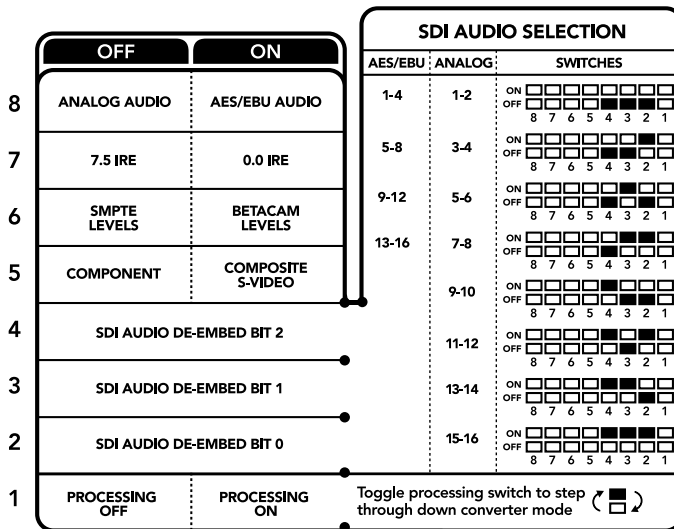 OFF ON
8 ANALOG AUDIO AES/EBU AUDIO
7 7.5 IRE 0.0 IRE
6 SMPTE LEVELS BETACAM LEVELS
5 COMPONENT COMPOSITE S-VIDEO
4 SDI AUDIO DE-EMBED BIT 2
3 SDI AUDIO DE-EMBED BIT 1
2 SDI AUDIO DE-EMBED BIT 0
1 PROCESSING OFF PROCESSING ON
SDI AUDIO SELECTION
AES/EBU ANALOG SWITCHES
1-4 1-2 ON
OFF
8 7 6 5 4 3 2 1
5-8 3-4 ON
OFF
8 7 6 5 4 3 2 1
9-12 5-6 ON
OFF
8 7 6 5 4 3 2 1
13-16 7-8 ON
OFF
8 7 6 5 4 3 2 1
9-10 ON
OFF
8 7 6 5 4 3 2 1
11-12 ON
OFF
8 7 6 5 4 3 2 1
13-14 ON
OFF
8 7 6 5 4 3 2 1
15-16 ON
OFF
8 7 6 5 4 3 2 1
Toggle processing switch to step
through down converter mode